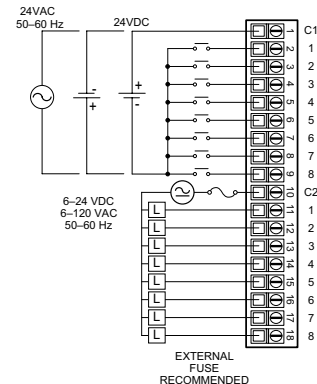 24VAC
50–60 Hz
24VDC
- +
+ -
1 C1
2 1
3 2
4 3
5 4
6 5
7 6
8 7
9 8
10 C2
6–24 VDC
6–120 VAC
50–60 Hz
L 11 1
L 12 2
L 13 3
L 14 4
L 15 5
L 16 6
L 17 7
L 18 8
EXTERNAL
FUSE
RECOMMENDED